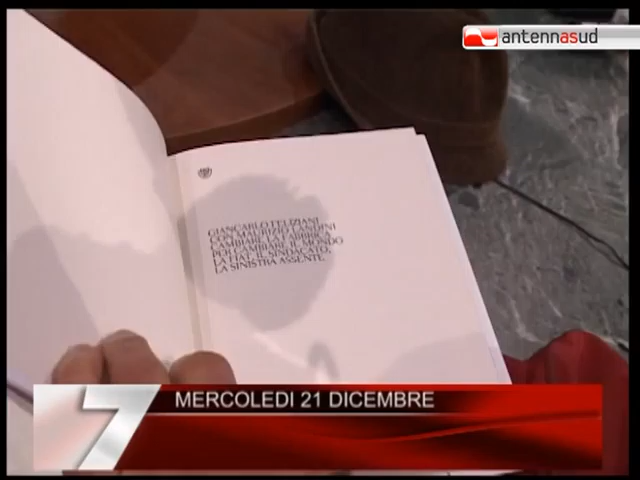 antennasud
GIANCARLO FELIZIANI
CON MAURIZIO LANDINI
CAMBIARE LA FABBRICA
PER CAMBIARE IL MONDO
LA FIAT, IL SINDACATO,
LA SINISTRA ASSENTE.
7 MERCOLEDI 21 DICEMBRE